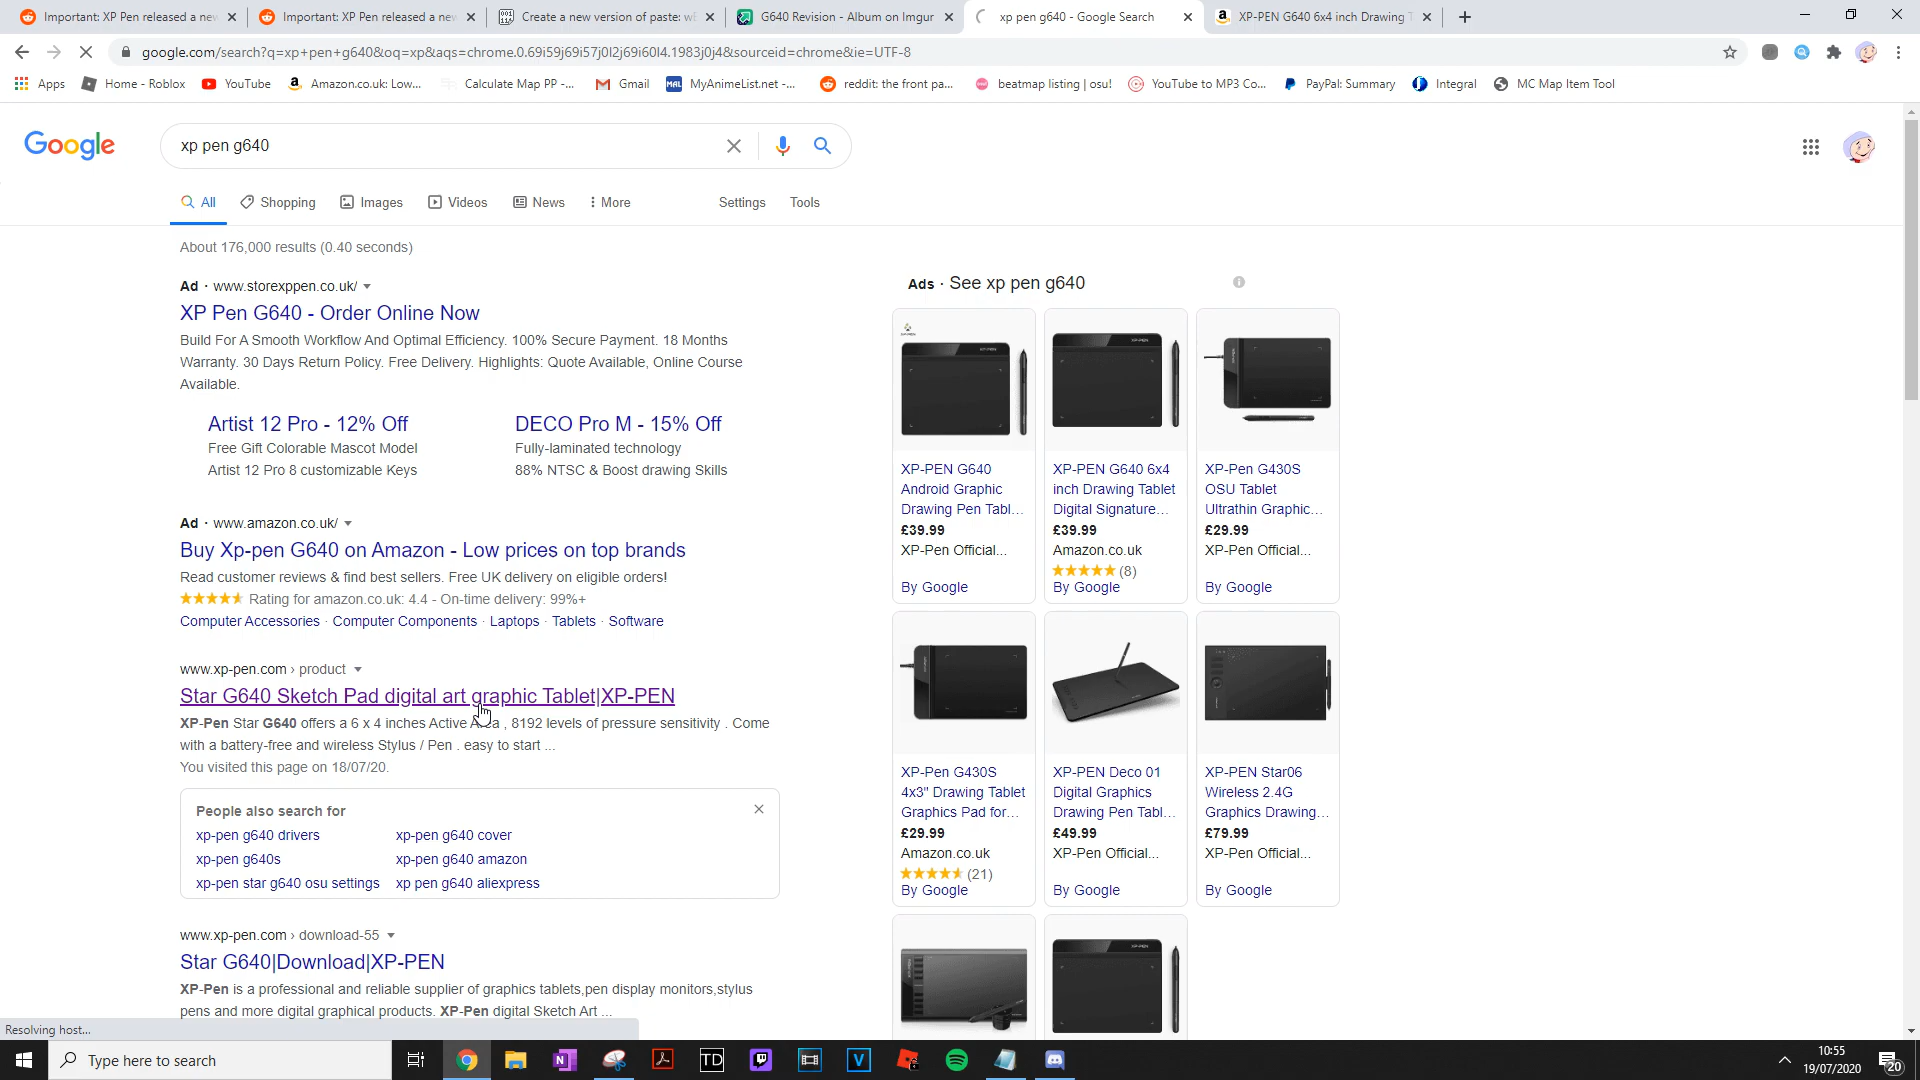 Important: XP Pen released a new
Important: XP Pen released a new
Create a new version of paste: wh
G640 Revision - Album on Imgur
xp pen g640 - Google Search
XP-PEN G640 6x4 inch Drawing T
google.com/search?q=xp+pen+g640&oq=xp&aqs=chrome.0.69i59j69i57j0l2j69i60l4.1983j0j4&sourceid=chrome&ie=UTF-8
Apps
Home - Roblox
YouTube
Amazon.co.uk: Low...
Calculate Map PP -...
Gmail
MyAnimeList.net -...
reddit: the front pa...
beatmap listing | osu!
YouTube to MP3 Co...
PayPal: Summary
Integral
MC Map Item Tool
Google
xp pen g640
All
Shopping
Images
Videos
News
More
Settings
Tools
About 176,000 results (0.40 seconds)
Ad · www.storexppen.co.uk/
XP Pen G640 - Order Online Now
Build For A Smooth Workflow And Optimal Efficiency. 100% Secure Payment. 18 Months
Warranty. 30 Days Return Policy. Free Delivery. Highlights: Quote Available, Online Course
Available.
Artist 12 Pro - 12% Off
Free Gift Colorable Mascot Model
Artist 12 Pro 8 customizable Keys
DECO Pro M - 15% Off
Fully-laminated technology
88% NTSC & Boost drawing Skills
Ad · www.amazon.co.uk/
Buy Xp-pen G640 on Amazon - Low prices on top brands
Read customer reviews & find best sellers. Free UK delivery on eligible orders!
Rating for amazon.co.uk: 4.4 - On-time delivery: 99%+
Computer Accessories · Computer Components · Laptops · Tablets · Software
www.xp-pen.com › product
Star G640 Sketch Pad digital art graphic Tablet|XP-PEN
XP-Pen Star G640 offers a 6 x 4 inches Active Area , 8192 levels of pressure sensitivity . Come
with a battery-free and wireless Stylus / Pen . easy to start ...
You visited this page on 18/07/20.
People also search for
xp-pen g640 drivers
xp-pen g640 cover
xp-pen g640s
xp-pen g640 amazon
xp-pen star g640 osu settings
xp pen g640 aliexpress
www.xp-pen.com › download-55
Star G640|Download|XP-PEN
XP-Pen is a professional and reliable supplier of graphics tablets,pen display monitors,stylus
pens and more digital graphical products. XP-Pen digital Sketch Art ...
Ads · See xp pen g640
XP-PEN G640
Android Graphic
Drawing Pen Tabl...
£39.99
XP-Pen Official...
By Google
XP-PEN G640 6x4
inch Drawing Tablet
Digital Signature...
£39.99
Amazon.co.uk
(8)
By Google
XP-Pen G430S
OSU Tablet
Ultrathin Graphic...
£29.99
XP-Pen Official...
By Google
XP-Pen G430S
4x3" Drawing Tablet
Graphics Pad for...
£29.99
Amazon.co.uk
(21)
By Google
XP-PEN Deco 01
Digital Graphics
Drawing Pen Tabl...
£49.99
XP-Pen Official...
By Google
XP-PEN Star06
Wireless 2.4G
Graphics Drawing...
£79.99
XP-Pen Official...
By Google
Resolving host...
Type here to search
10:55
19/07/2020
20